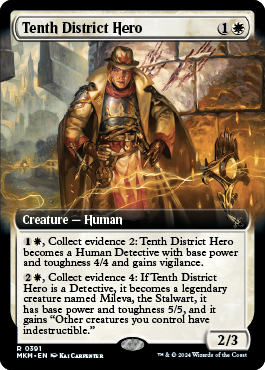 Tenth District Hero 1
Creature — Human
1, Collect evidence 2: Tenth District Hero
becomes a Human Detective with base power
and toughness 4/4 and gains vigilance.
2, Collect evidence 4: If Tenth District
Hero is a Detective, it becomes a legendary
creature named Mileva, the Stalwart, it
has base power and toughness 5/5, and it
gains “Other creatures you control have
indestructible.”
2/3
R 0391
MKM • EN Kai Carpenter
™ & © 2024 Wizards of the Coast